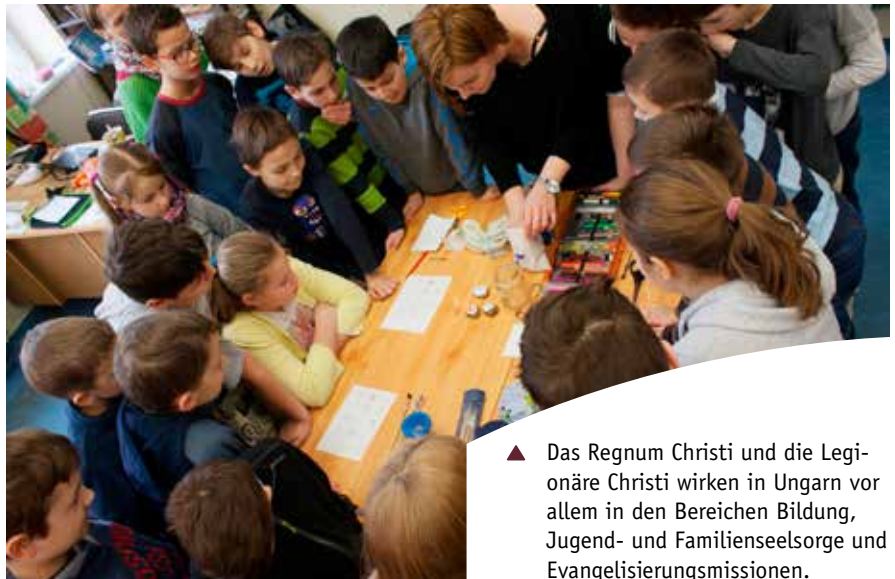 Das Regnum Christi und die Legi-
onäre Christi wirken in Ungarn vor
allem in den Bereichen Bildung,
Jugend- und Familienseelsorge und
Evangelisierungsmissionen.